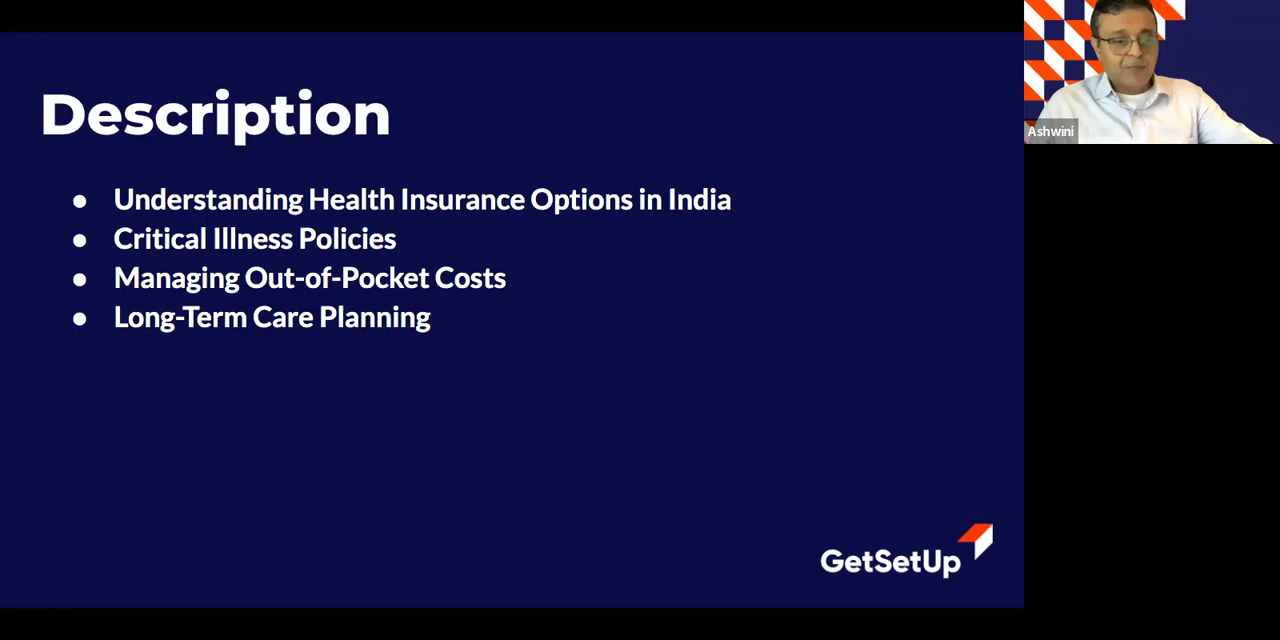 Description
● Understanding Health Insurance Options in India
● Critical Illness Policies
● Managing Out-of-Pocket Costs
● Long-Term Care Planning
GetSetUp
Ashwini